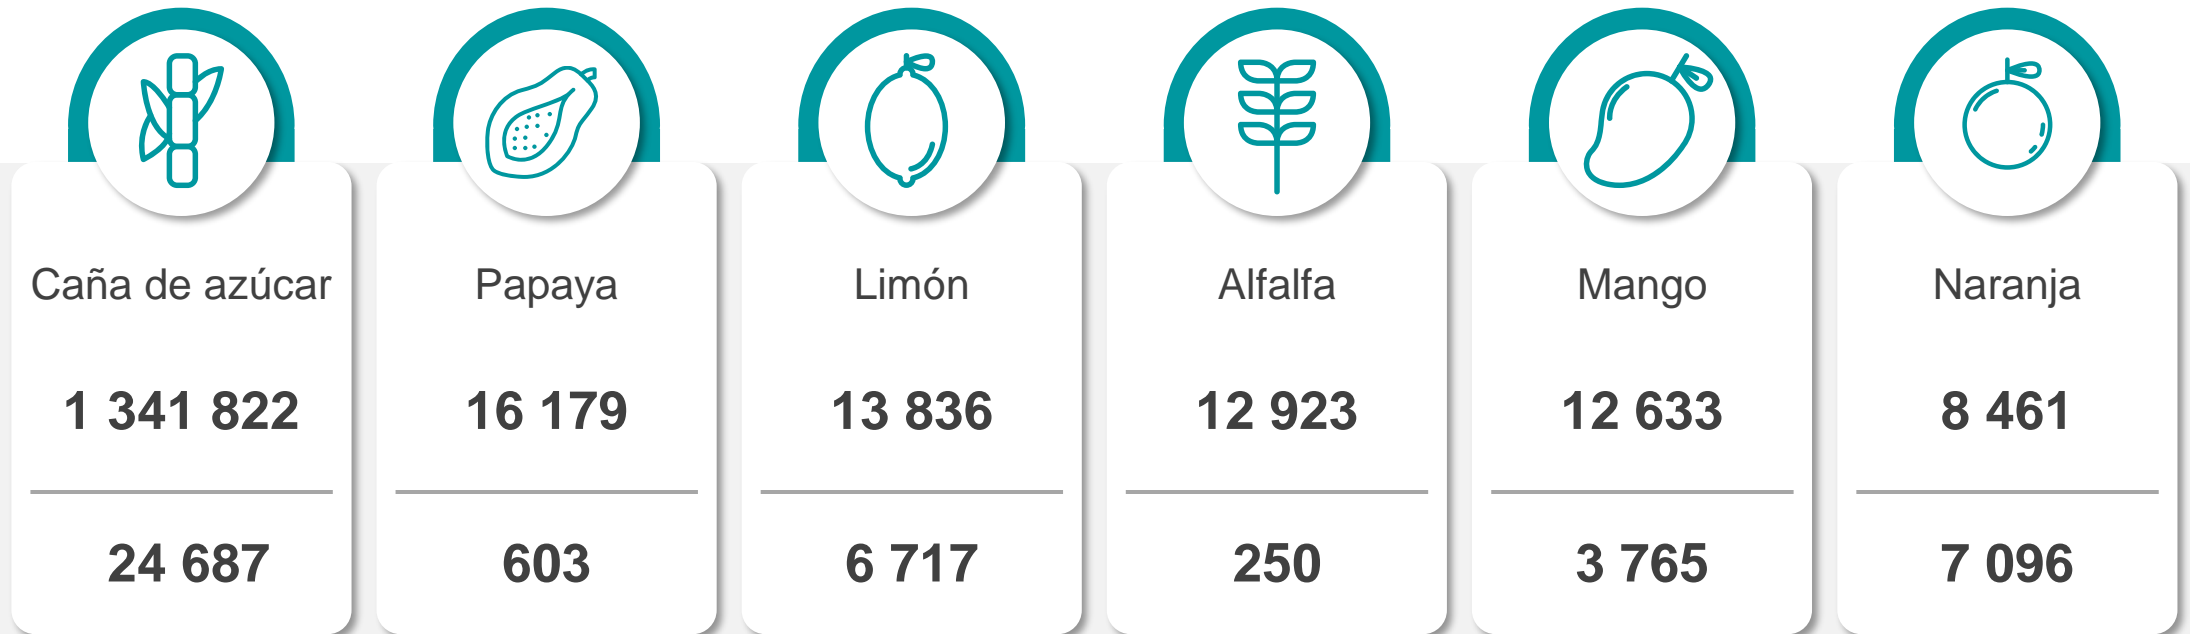 Caña de azúcar
1 341 822
24 687
Papaya
16 179
603
Limón
13 836
6 717
Alfalfa
12 923
250
Mango
12 633
3 765
Naranja
8 461
7 096